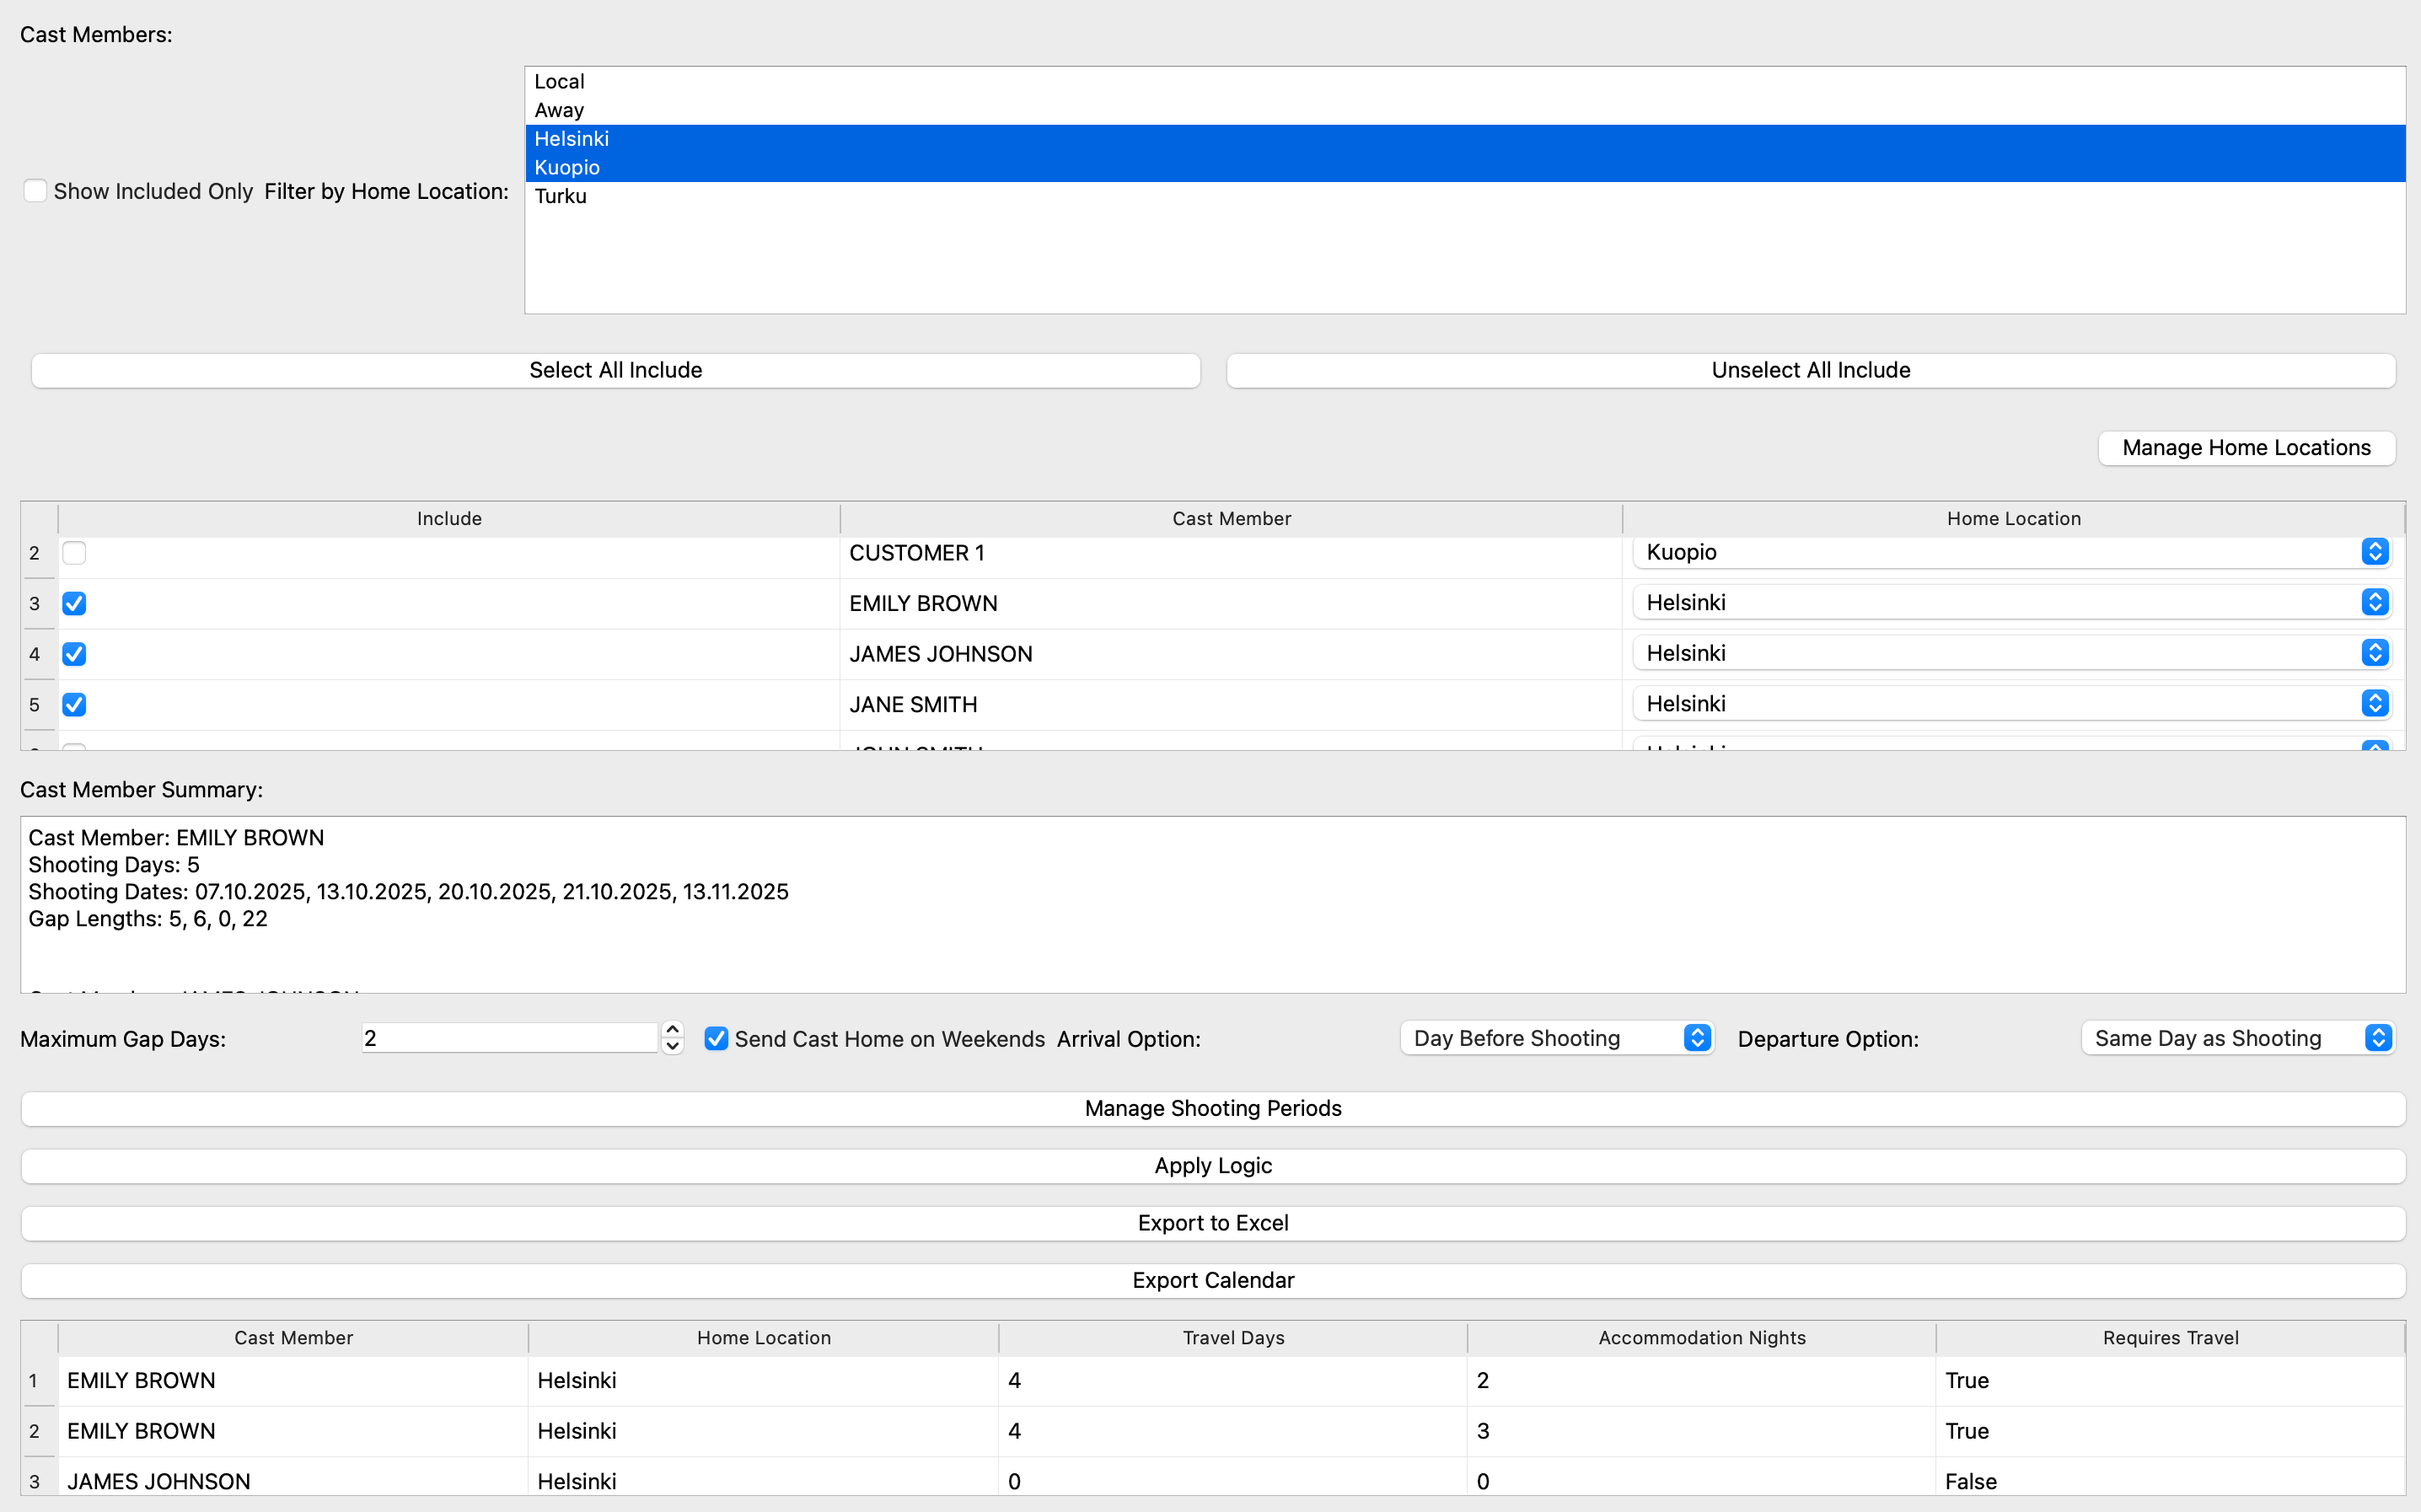 Cast Members:
Local
Away
Helsinki
Kuopio
Show Included Only Filter by Home Location:
Turku
Select All Include Unselect All Include
Manage Home Locations
Include Cast Member Home Location
2 CUSTOMER 1 Kuopio
3 EMILY BROWN Helsinki
4 JAMES JOHNSON Helsinki
5 JANE SMITH Helsinki
JOHN SMITH Helsinki
Cast Member Summary:
Cast Member: EMILY BROWN
Shooting Days: 5
Shooting Dates: 07.10.2025, 13.10.2025, 20.10.2025, 21.10.2025, 13.11.2025
Gap Lengths: 5, 6, 0, 22
Cast Member: JAMES JOHNSON
Maximum Gap Days: 2 Send Cast Home on Weekends Arrival Option: Day Before Shooting Departure Option: Same Day as Shooting
Manage Shooting Periods
Apply Logic
Export to Excel
Export Calendar
Cast Member Home Location Travel Days Accommodation Nights Requires Travel
1 EMILY BROWN Helsinki 4 2 True
2 EMILY BROWN Helsinki 4 3 True
3 JAMES JOHNSON Helsinki 0 0 False